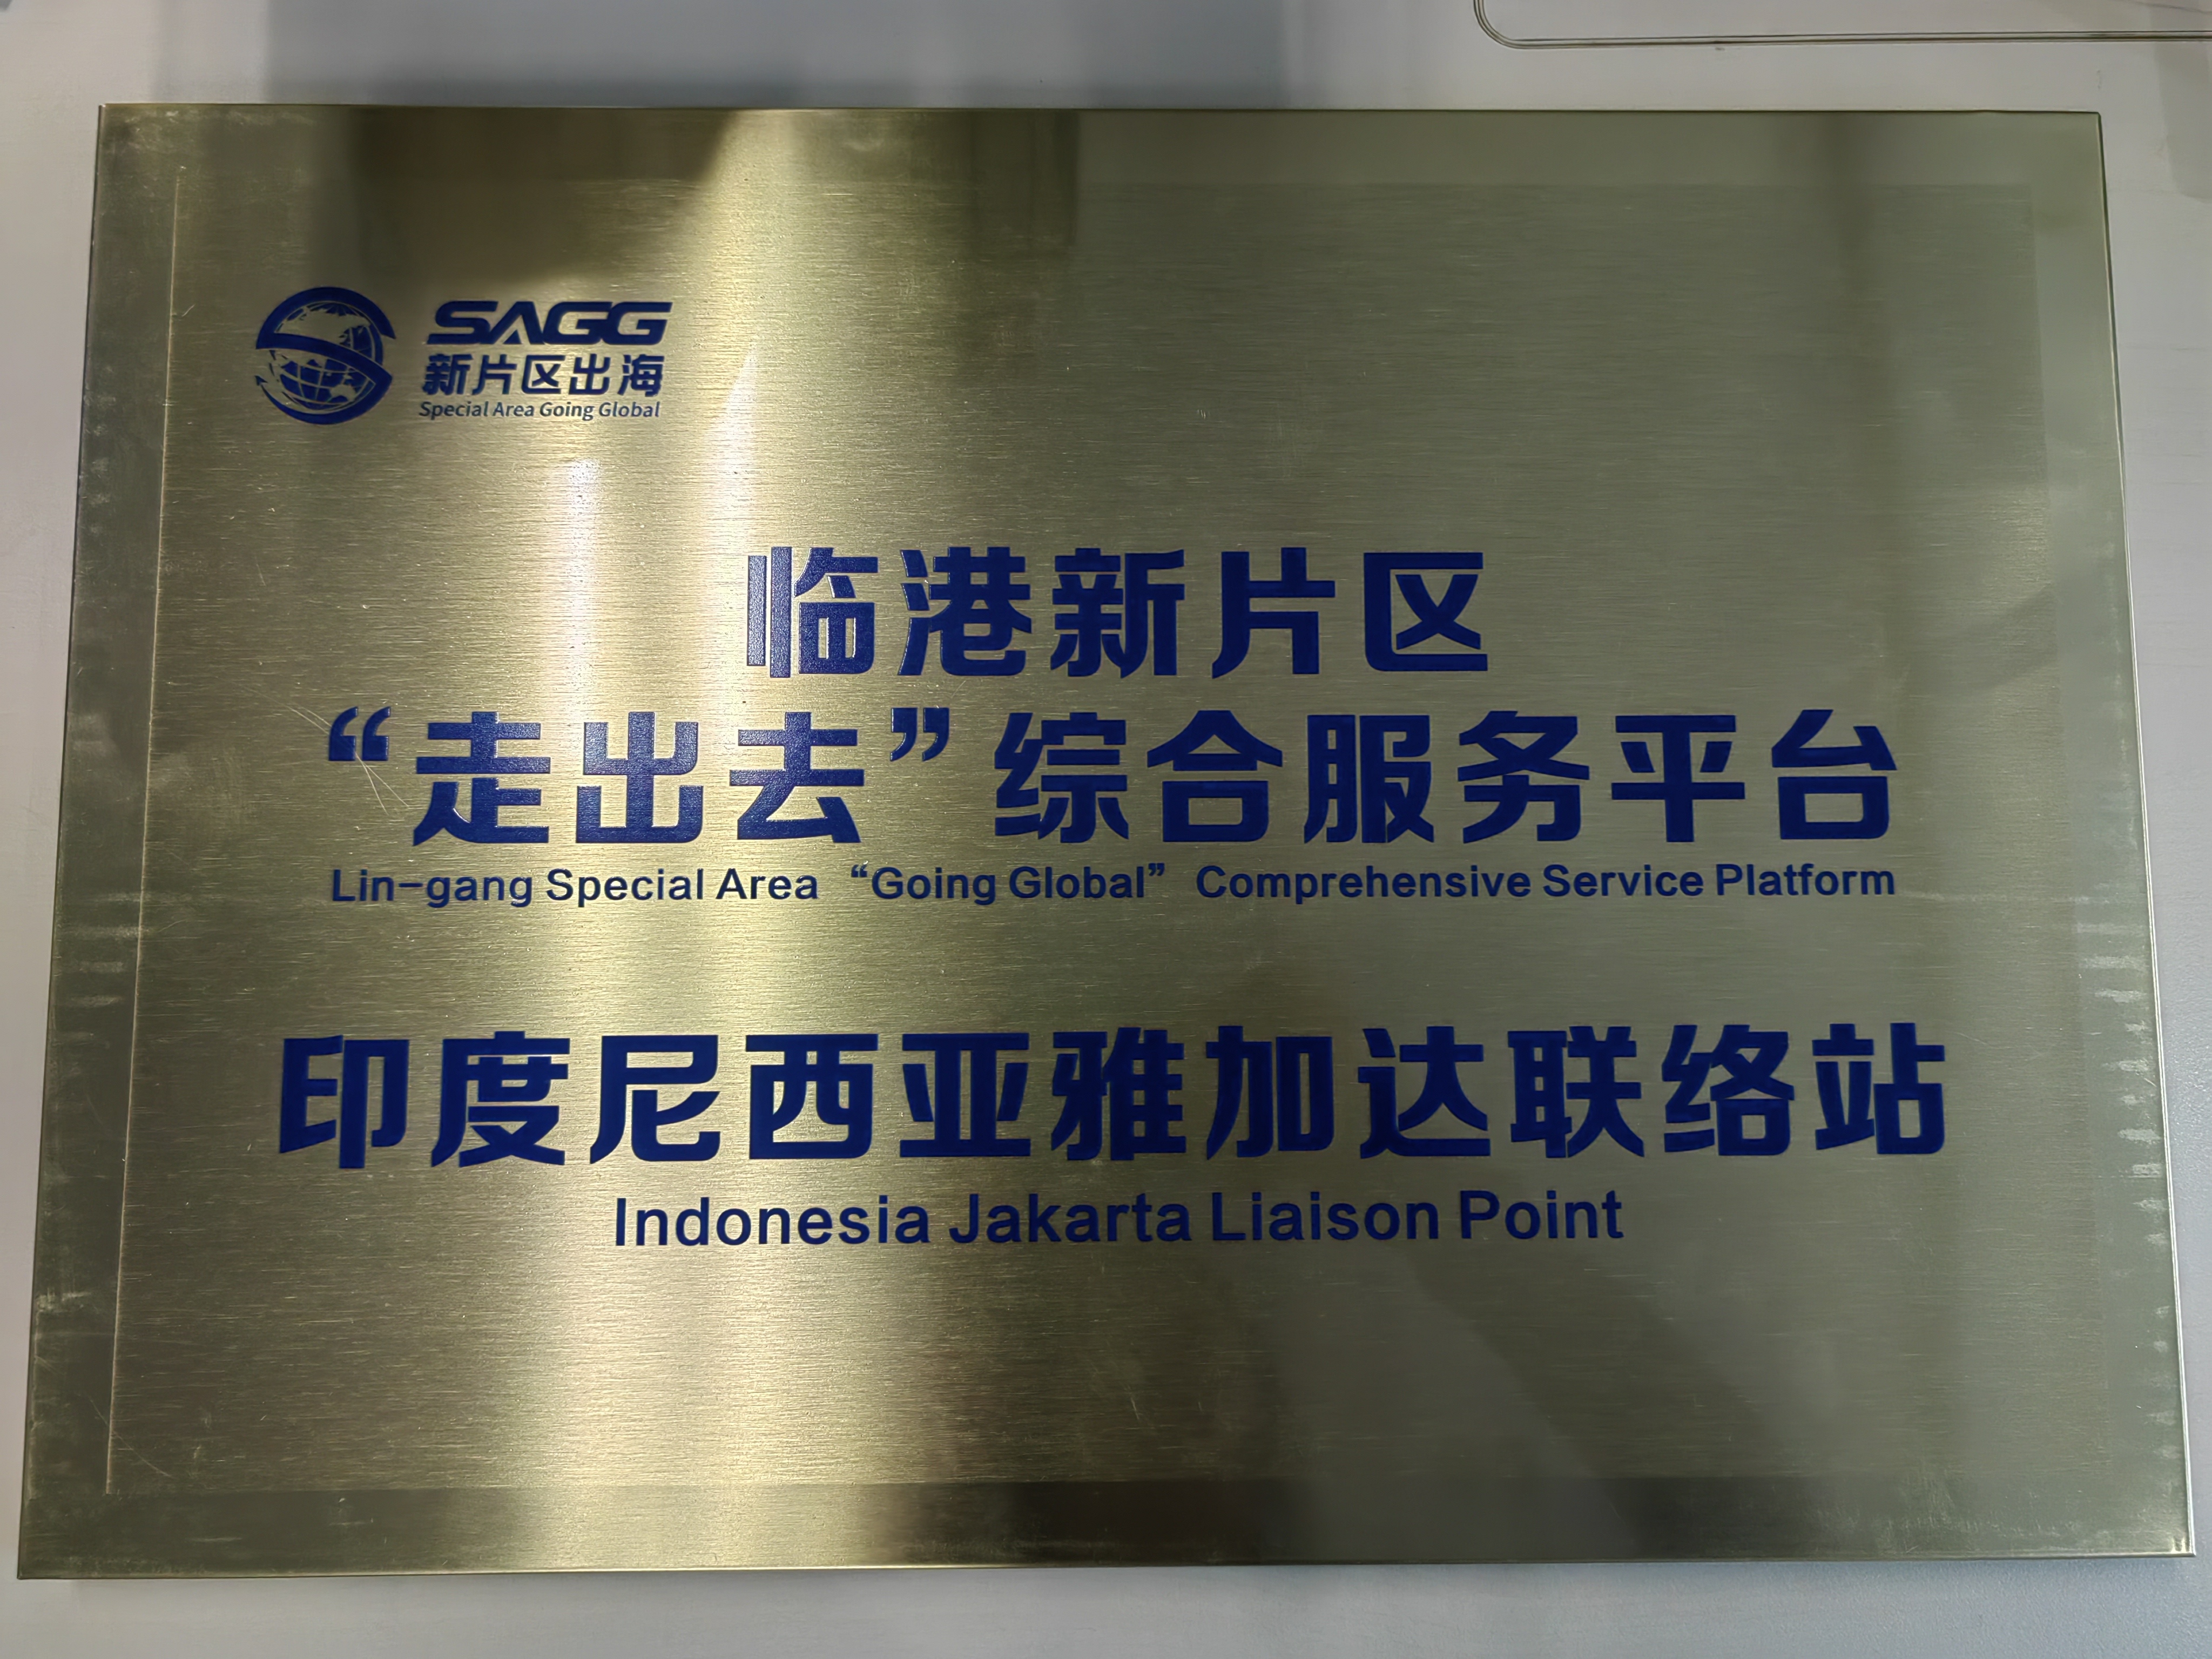 SAGG
新片区出海
Special Area Going Global
临港新片区
“走出去”综合服务平台
Lin-gang Special Area “Going Global” Comprehensive Service Platform
印度尼西亚雅加达联络站
Indonesia Jakarta Liaison Point